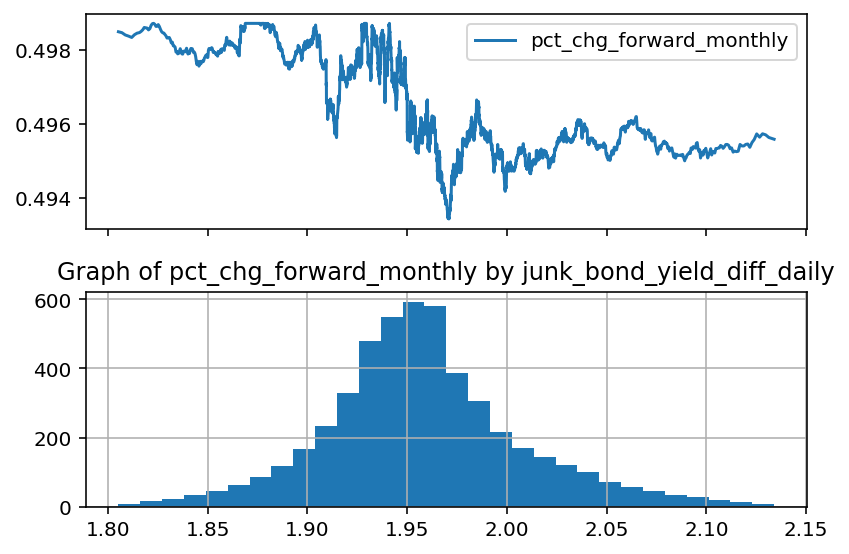 0.498
0.496
0.494
pct_chg_forward_monthly
Graph of pct_chg_forward_monthly by junk_bond_yield_diff_daily
600
400
200
0
1.80 1.85 1.90 1.95 2.00 2.05 2.10 2.15